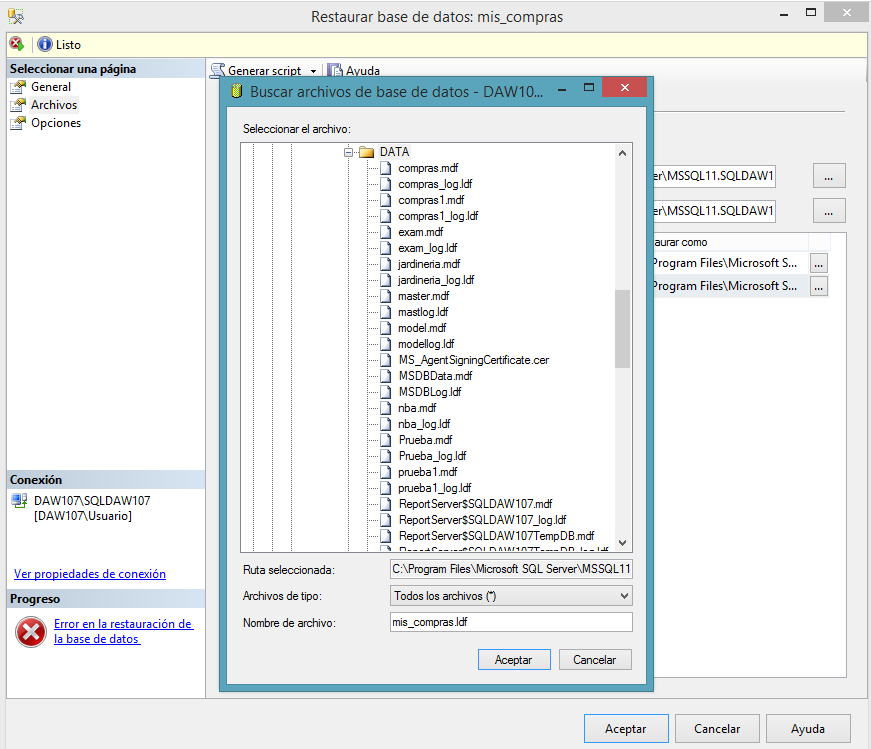 Restaurar base de datos: mis_compras
Listo
Seleccionar una página
General
Archivos
Opciones
Generar script
Ayuda
Buscar archivos de base de datos - DAW10...
Seleccionar el archivo:
DATA
compras.mdf
compras_log.ldf
compras1.mdf
compras1_log.ldf
exam.mdf
exam_log.ldf
jardineria.mdf
jardineria_log.ldf
master.mdf
mastlog.ldf
model.mdf
modellog.ldf
MS_AgentSigningCertificate.cer
MSDBData.mdf
MSDBLog.ldf
nba.mdf
nba_log.ldf
Prueba.mdf
Prueba_log.ldf
prueba1.mdf
prueba1_log.ldf
ReportServer$SQLDAW107.mdf
ReportServer$SQLDAW107_log.ldf
ReportServer$SQLDAW107TempDB.mdf
ReportServer$SQLDAW107TempDB_log.ldf
Ruta seleccionada:
C:\Program Files\Microsoft SQL Server\MSSQL11
Archivos de tipo:
Todos los archivos (*)
Nombre de archivo:
mis_compras.ldf
Aceptar
Cancelar
er\MSSQL11.SQLDAW1
...
er\MSSQL11.SQLDAW1
...
aurar como
Program Files\Microsoft S...
...
Program Files\Microsoft S...
...
Conexión
DAW107\SQLDAW107
[DAW107\Usuario]
Ver propiedades de conexión
Progreso
Error en la restauración de
la base de datos
Aceptar
Cancelar
Ayuda